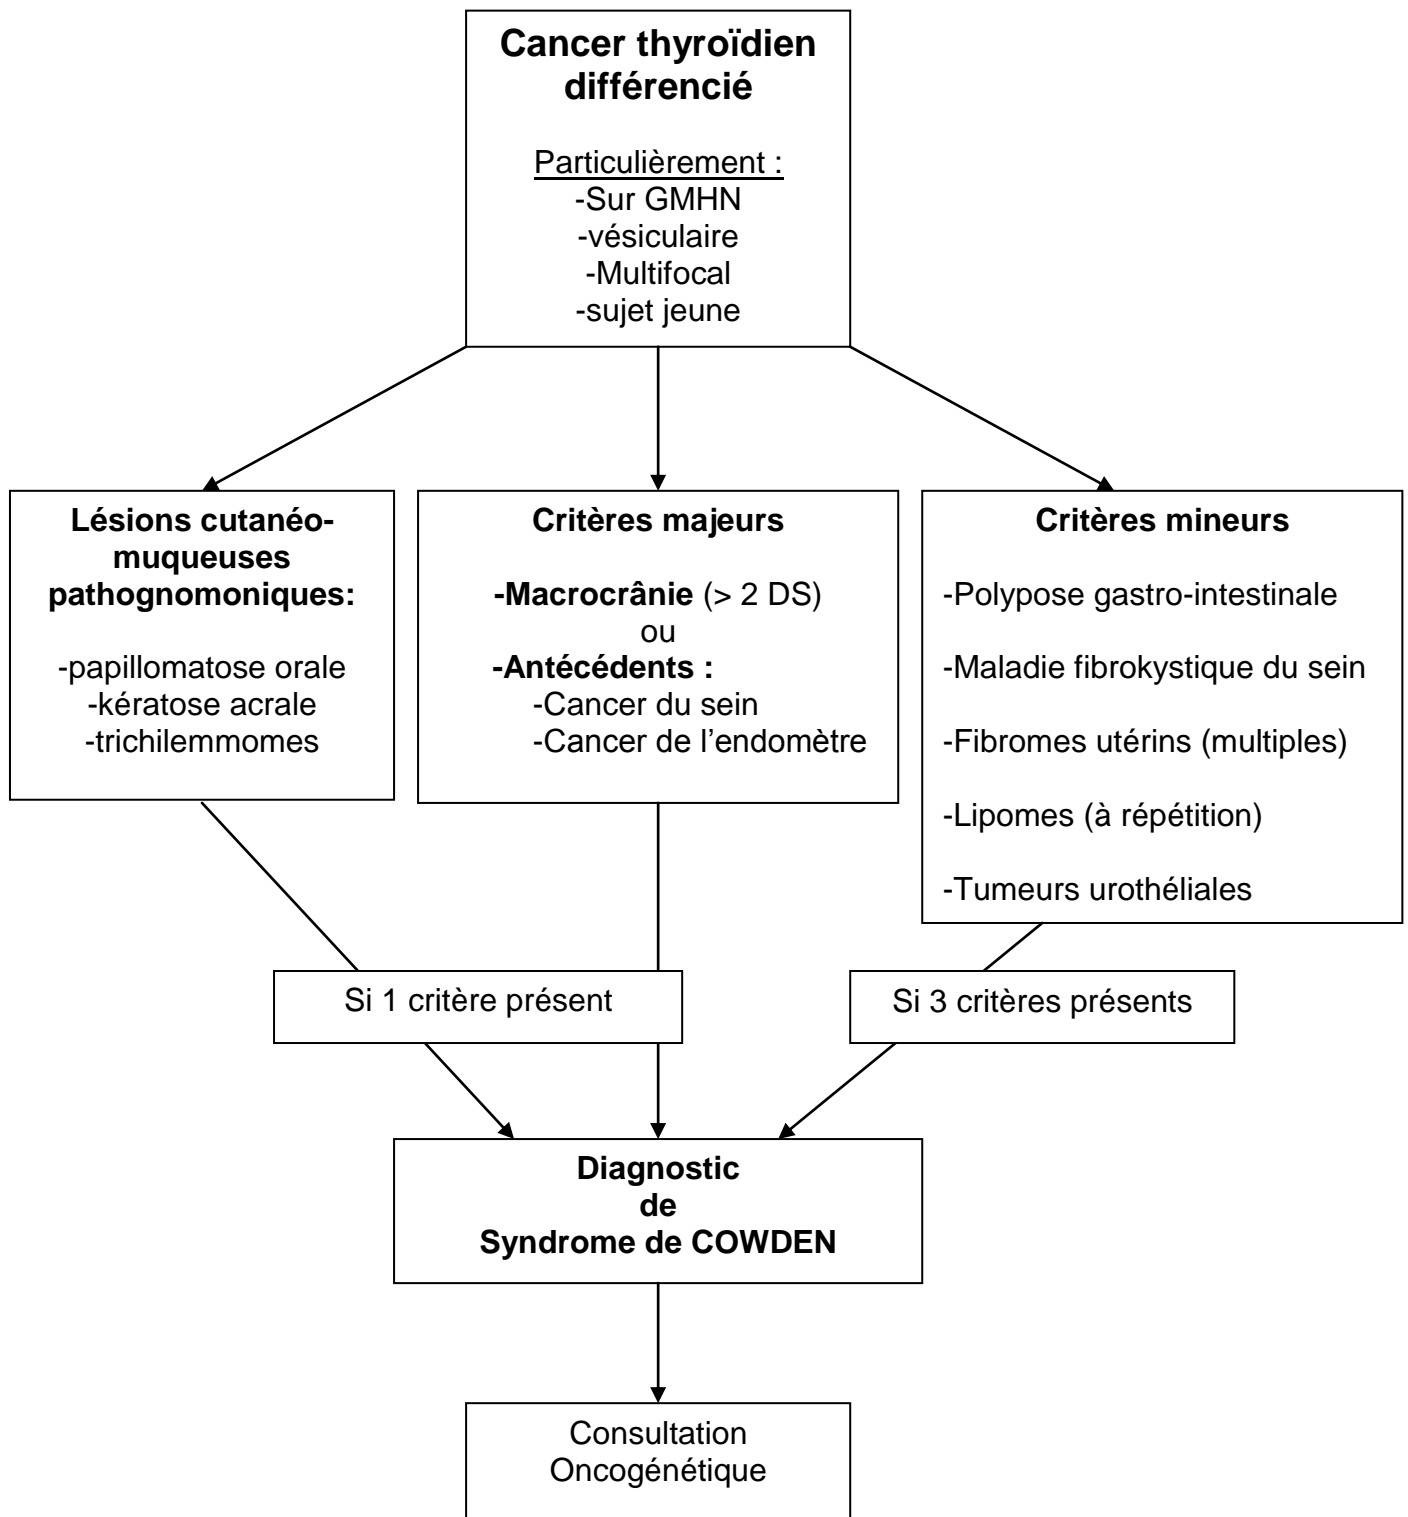 Cancer thyroïdien
différencié
Particulièrement :
-Sur GMHN
-vésiculaire
-Multifocal
-sujet jeune
Lésions cutanéo-
muqueuses
pathognomoniques:
-papillomatose orale
-kératose acrale
-trichilemmomes
Critères majeurs
-Macrocrânie (> 2 DS)
ou
-Antécédents :
-Cancer du sein
-Cancer de l’endomètre
Critères mineurs
-Polypose gastro-intestinale
-Maladie fibrokystique du sein
-Fibromes utérins (multiples)
-Lipomes (à répétition)
-Tumeurs urothéliales
Si 1 critère présent
Si 3 critères présents
Diagnostic
de
Syndrome de COWDEN
Consultation
Oncogénétique